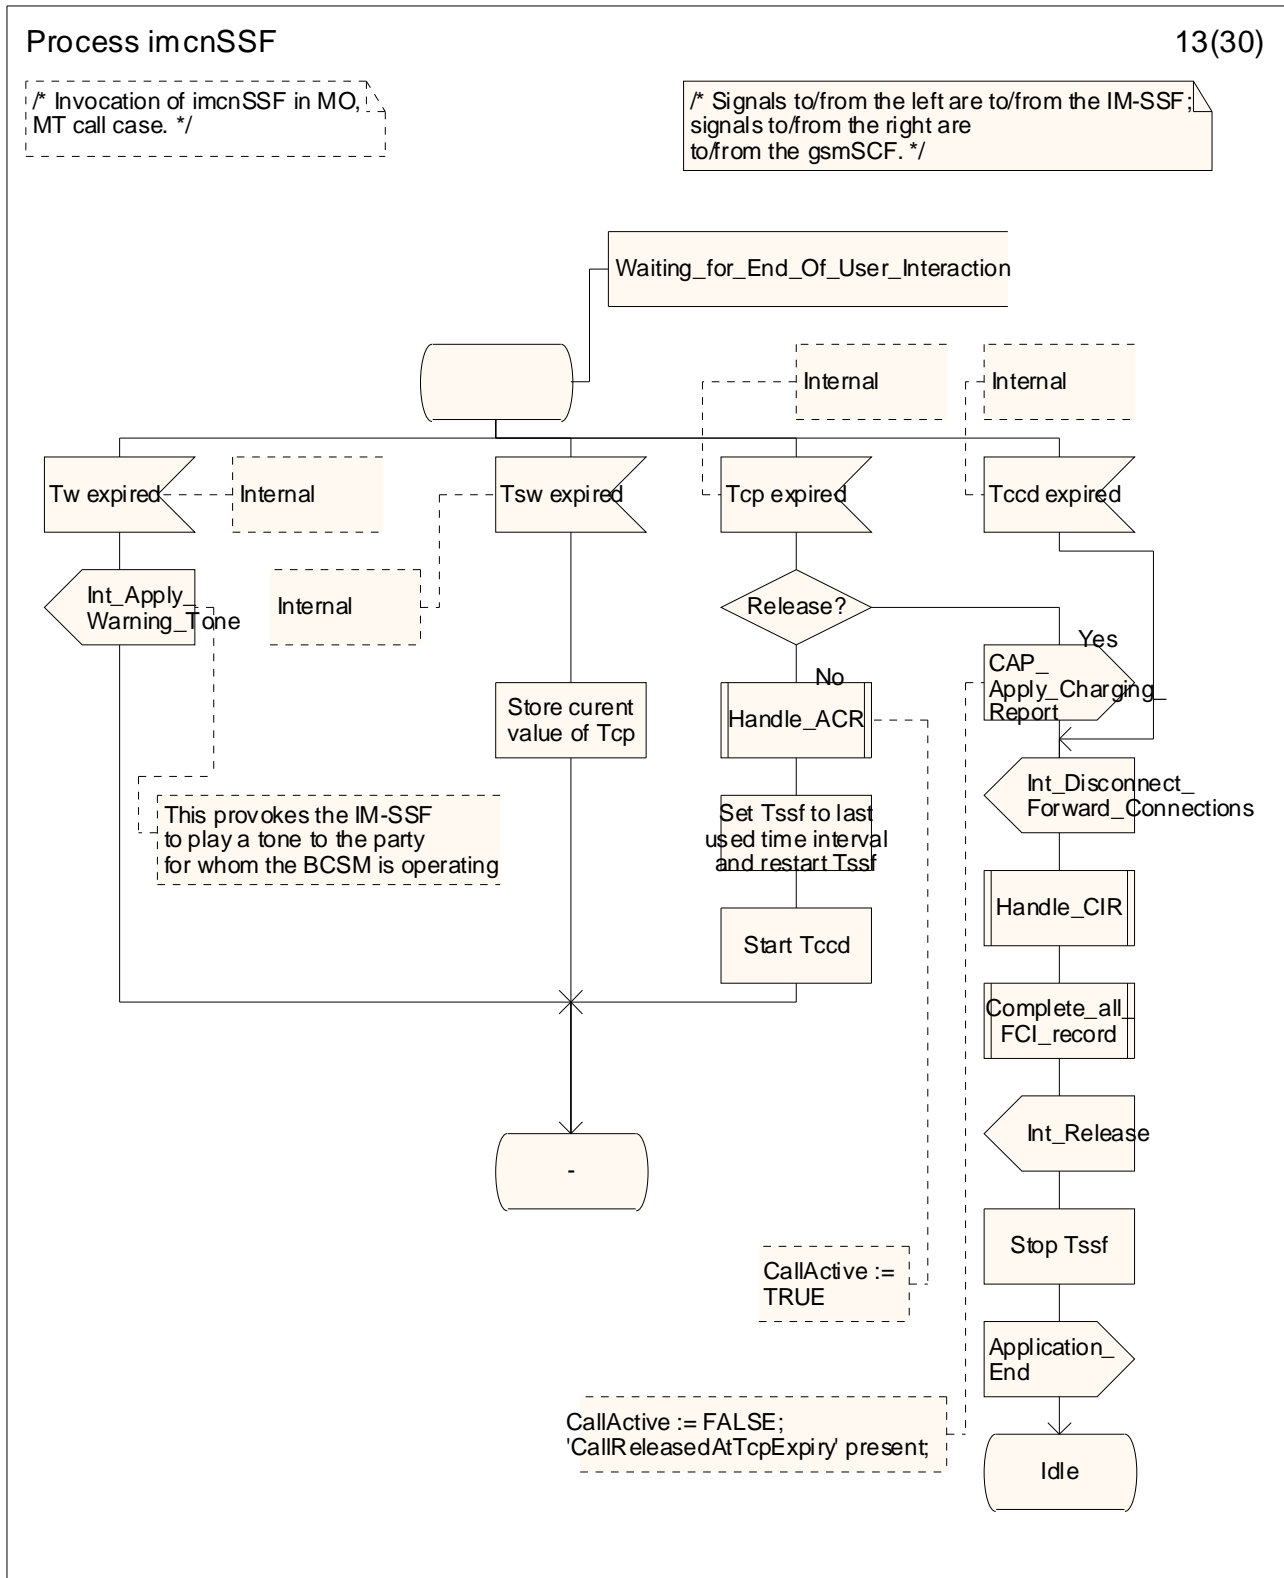 Process imcnSSF
13(30)
/* Invocation of imcnSSF in MO,
MT call case. */
/* Signals to/from the left are to/from the IM-SSF;
signals to/from the right are
to/from the gsmSCF. */
Waiting_for_End_Of_User_Interaction
Internal
Internal
Tw expired
Internal
Tsw expired
Tcp expired
Tccd expired
Int_Apply_
Warning_Tone
Internal
Release?
Yes
No
CAP_
Apply_Charging_
Report
Store curent
value of Tcp
Handle_ACR
Int_Disconnect_
Forward_Connections
This provokes the IM-SSF
to play a tone to the party
for whom the BCSM is operating
Set Tssf to last
used time interval
and restart Tssf
Handle_CIR
Start Tccd
Complete_all_
FCI_record
Int_Release
-
Stop Tssf
CallActive :=
TRUE
Application_
End
CallActive := FALSE;
'CallReleasedAtTcpExpiry' present;
Idle